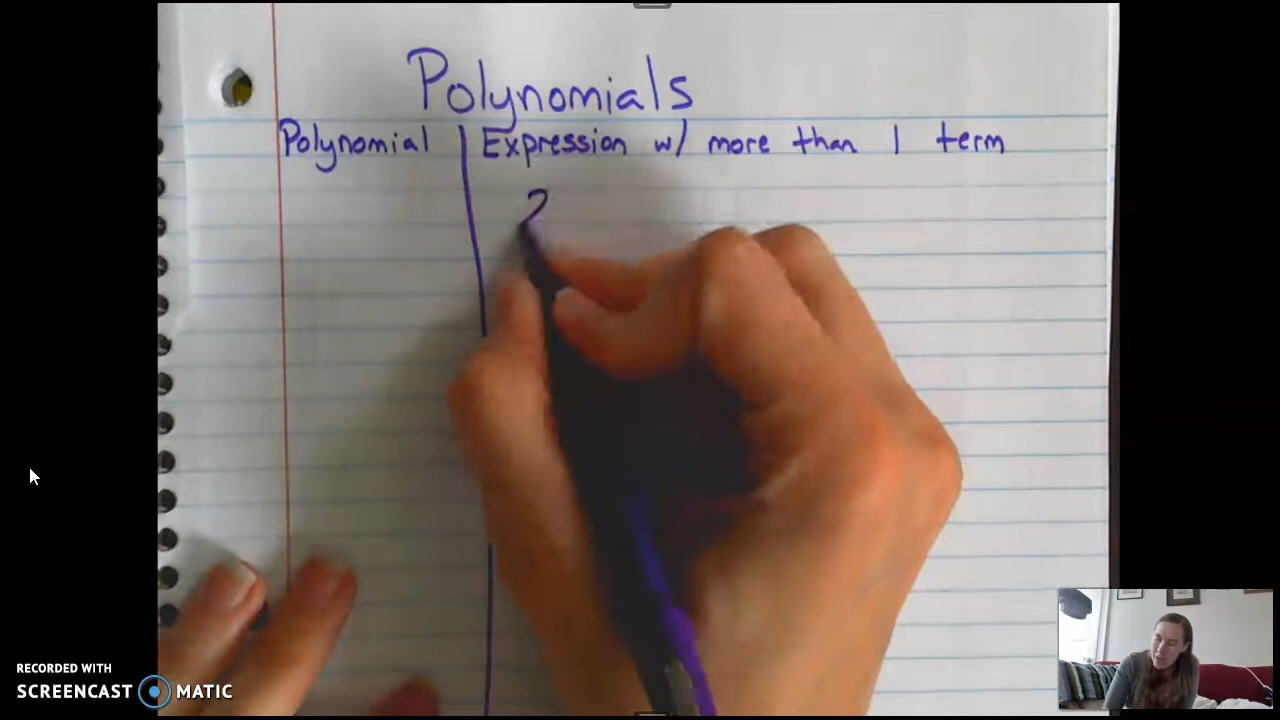 Polynomials
Polynomial Expression w/ more than 1 term
2
RECORDED WITH
SCREENCAST MATIC